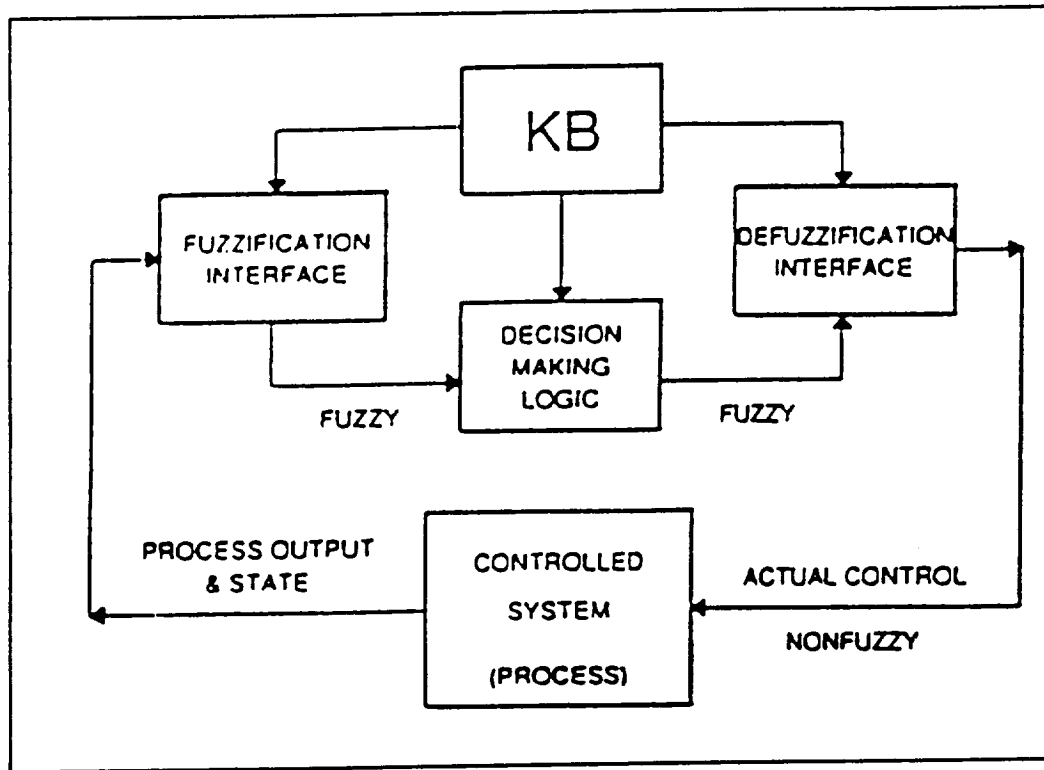 KB
FUZZIFICATION
INTERFACE
DEFUZZIFICATION
INTERFACE
DECISION
MAKING
LOGIC
FUZZY
FUZZY
PROCESS OUTPUT
& STATE
CONTROLLED
SYSTEM
(PROCESS)
ACTUAL CONTROL
NONFUZZY